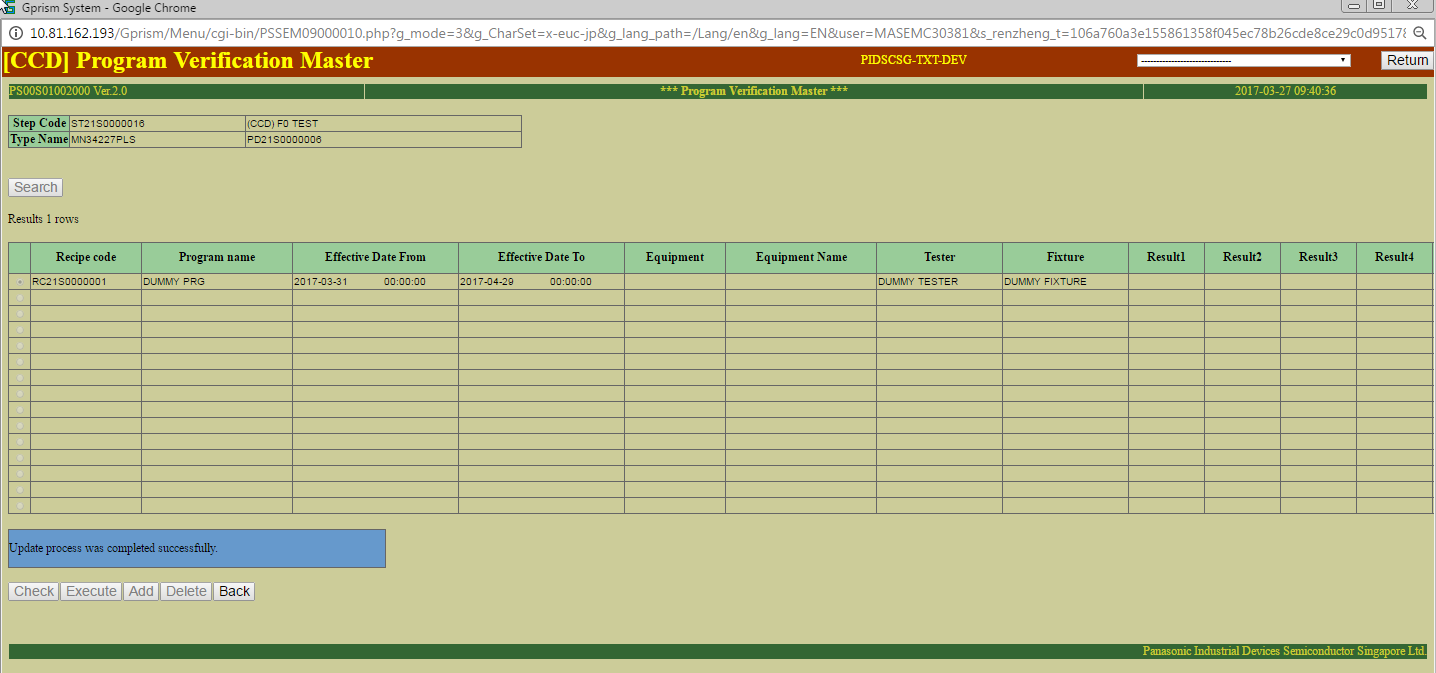 Gprism System - Google Chrome
10.81.162.193/Gprism/Menu/cgi-bin/PSSEM09000010.php?g_mode=3&g_CharSet=x-euc-jp&g_lang_path=/Lang/en&g_lang=EN&user=MASEMC30381&s_renzheng_t=106a760a3e155861358f045ec78b26cde8ce29c0d95178
[CCD] Program Verification Master PIDSCSG-TXT-DEV ------------------------------ Return
PS00S01002000 Ver.2.0 *** Program Verification Master *** 2017-03-27 09:40:36
Step Code ST21S0000016 (CCD) F0 TEST
Type Name MN34227PLS PD21S0000006
Search
Results 1 rows
Recipe code Program name Effective Date From Effective Date To Equipment Equipment Name Tester Fixture Result1 Result2 Result3 Result4
RC21S0000001 DUMMY PRG 2017-03-31 00:00:00 2017-04-29 00:00:00 DUMMY TESTER DUMMY FIXTURE
Update process was completed successfully.
Check Execute Add Delete Back
Panasonic Industrial Devices Semiconductor Singapore Ltd.